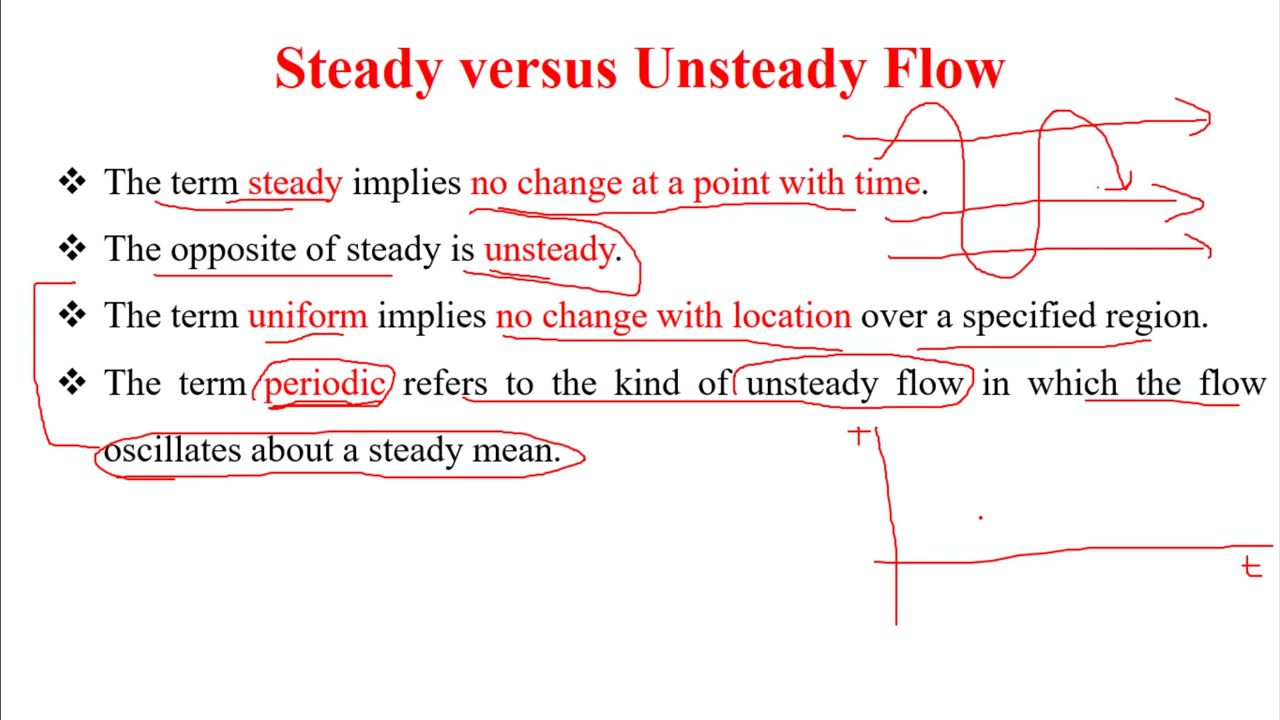 Steady versus Unsteady Flow
❖ The term steady implies no change at a point with time.
❖ The opposite of steady is unsteady.
❖ The term uniform implies no change with location over a specified region.
❖ The term periodic refers to the kind of unsteady flow in which the flow
oscillates about a steady mean.
+
t